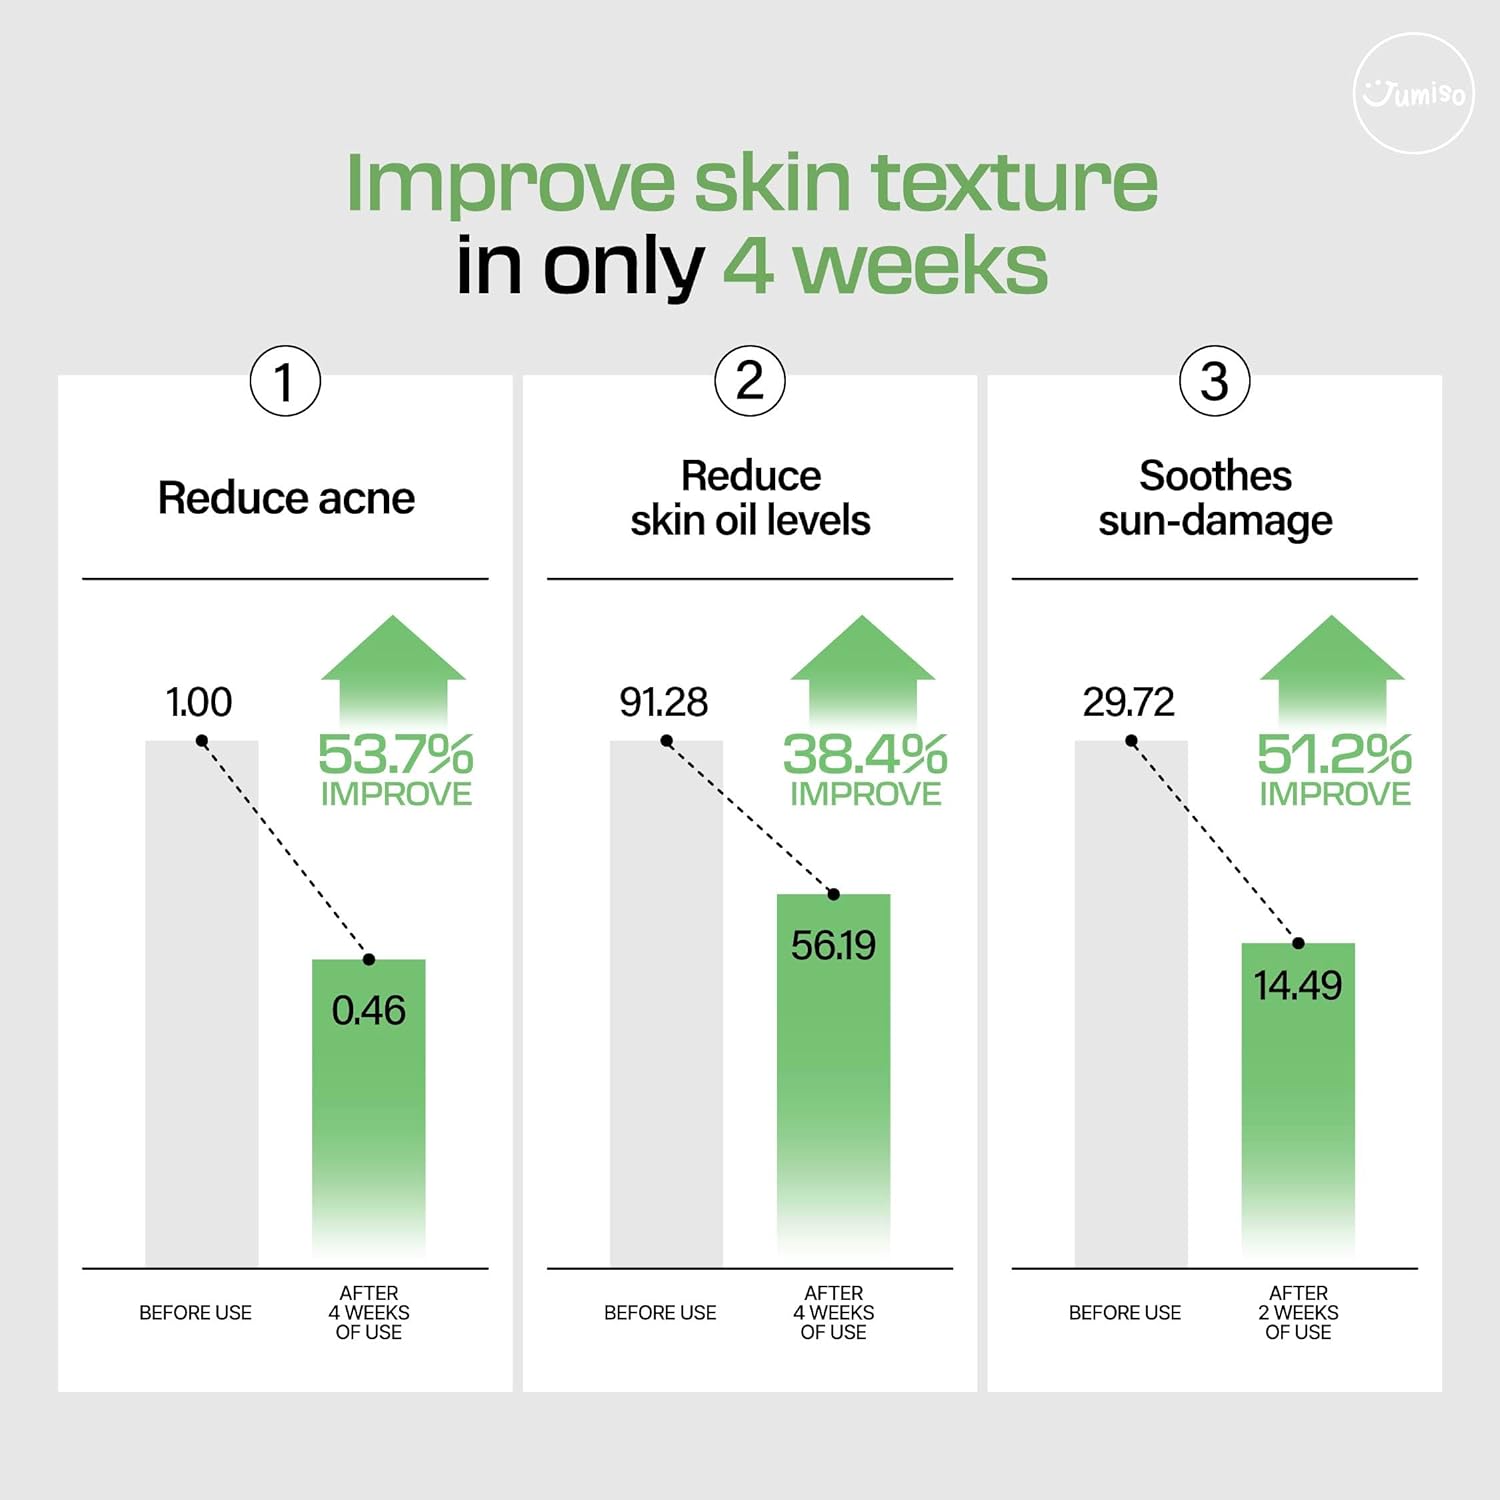 Jumiso
Improve skin texture
in only 4 weeks
1
Reduce acne
1.00
53.7%
IMPROVE
0.46
BEFORE USE
AFTER
4 WEEKS
OF USE
2
Reduce
skin oil levels
91.28
38.4%
IMPROVE
56.19
BEFORE USE
AFTER
4 WEEKS
OF USE
3
Soothes
sun-damage
29.72
51.2%
IMPROVE
14.49
BEFORE USE
AFTER
2 WEEKS
OF USE